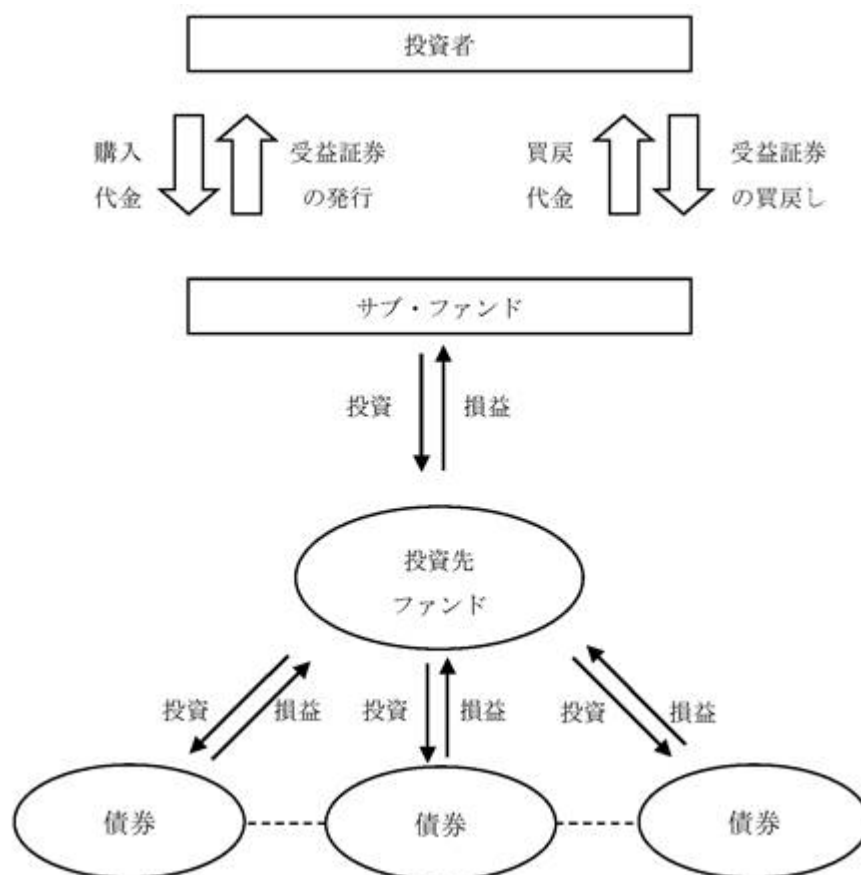 投資者
購入
代金
受益証券
の発行
買戻
代金
受益証券
の買戻し
サブ・ファンド
投資
損益
投資先
ファンド
投資
損益
投資
損益
投資
損益
債券
債券
債券